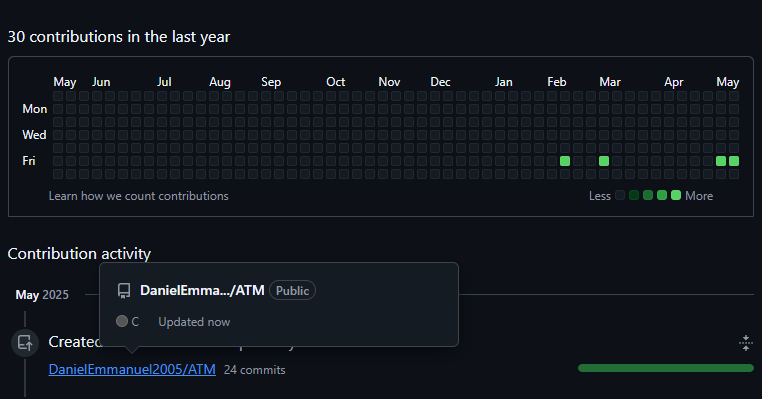 30 contributions in the last year
May Jun Jul Aug Sep Oct Nov Dec Jan Feb Mar Apr May
Mon
Wed
Fri
Learn how we count contributions
Less More
Contribution activity
DanielEmma.../ATM Public
C Updated now
May 2025
Created
DanielEmmanuel2005/ATM 24 commits